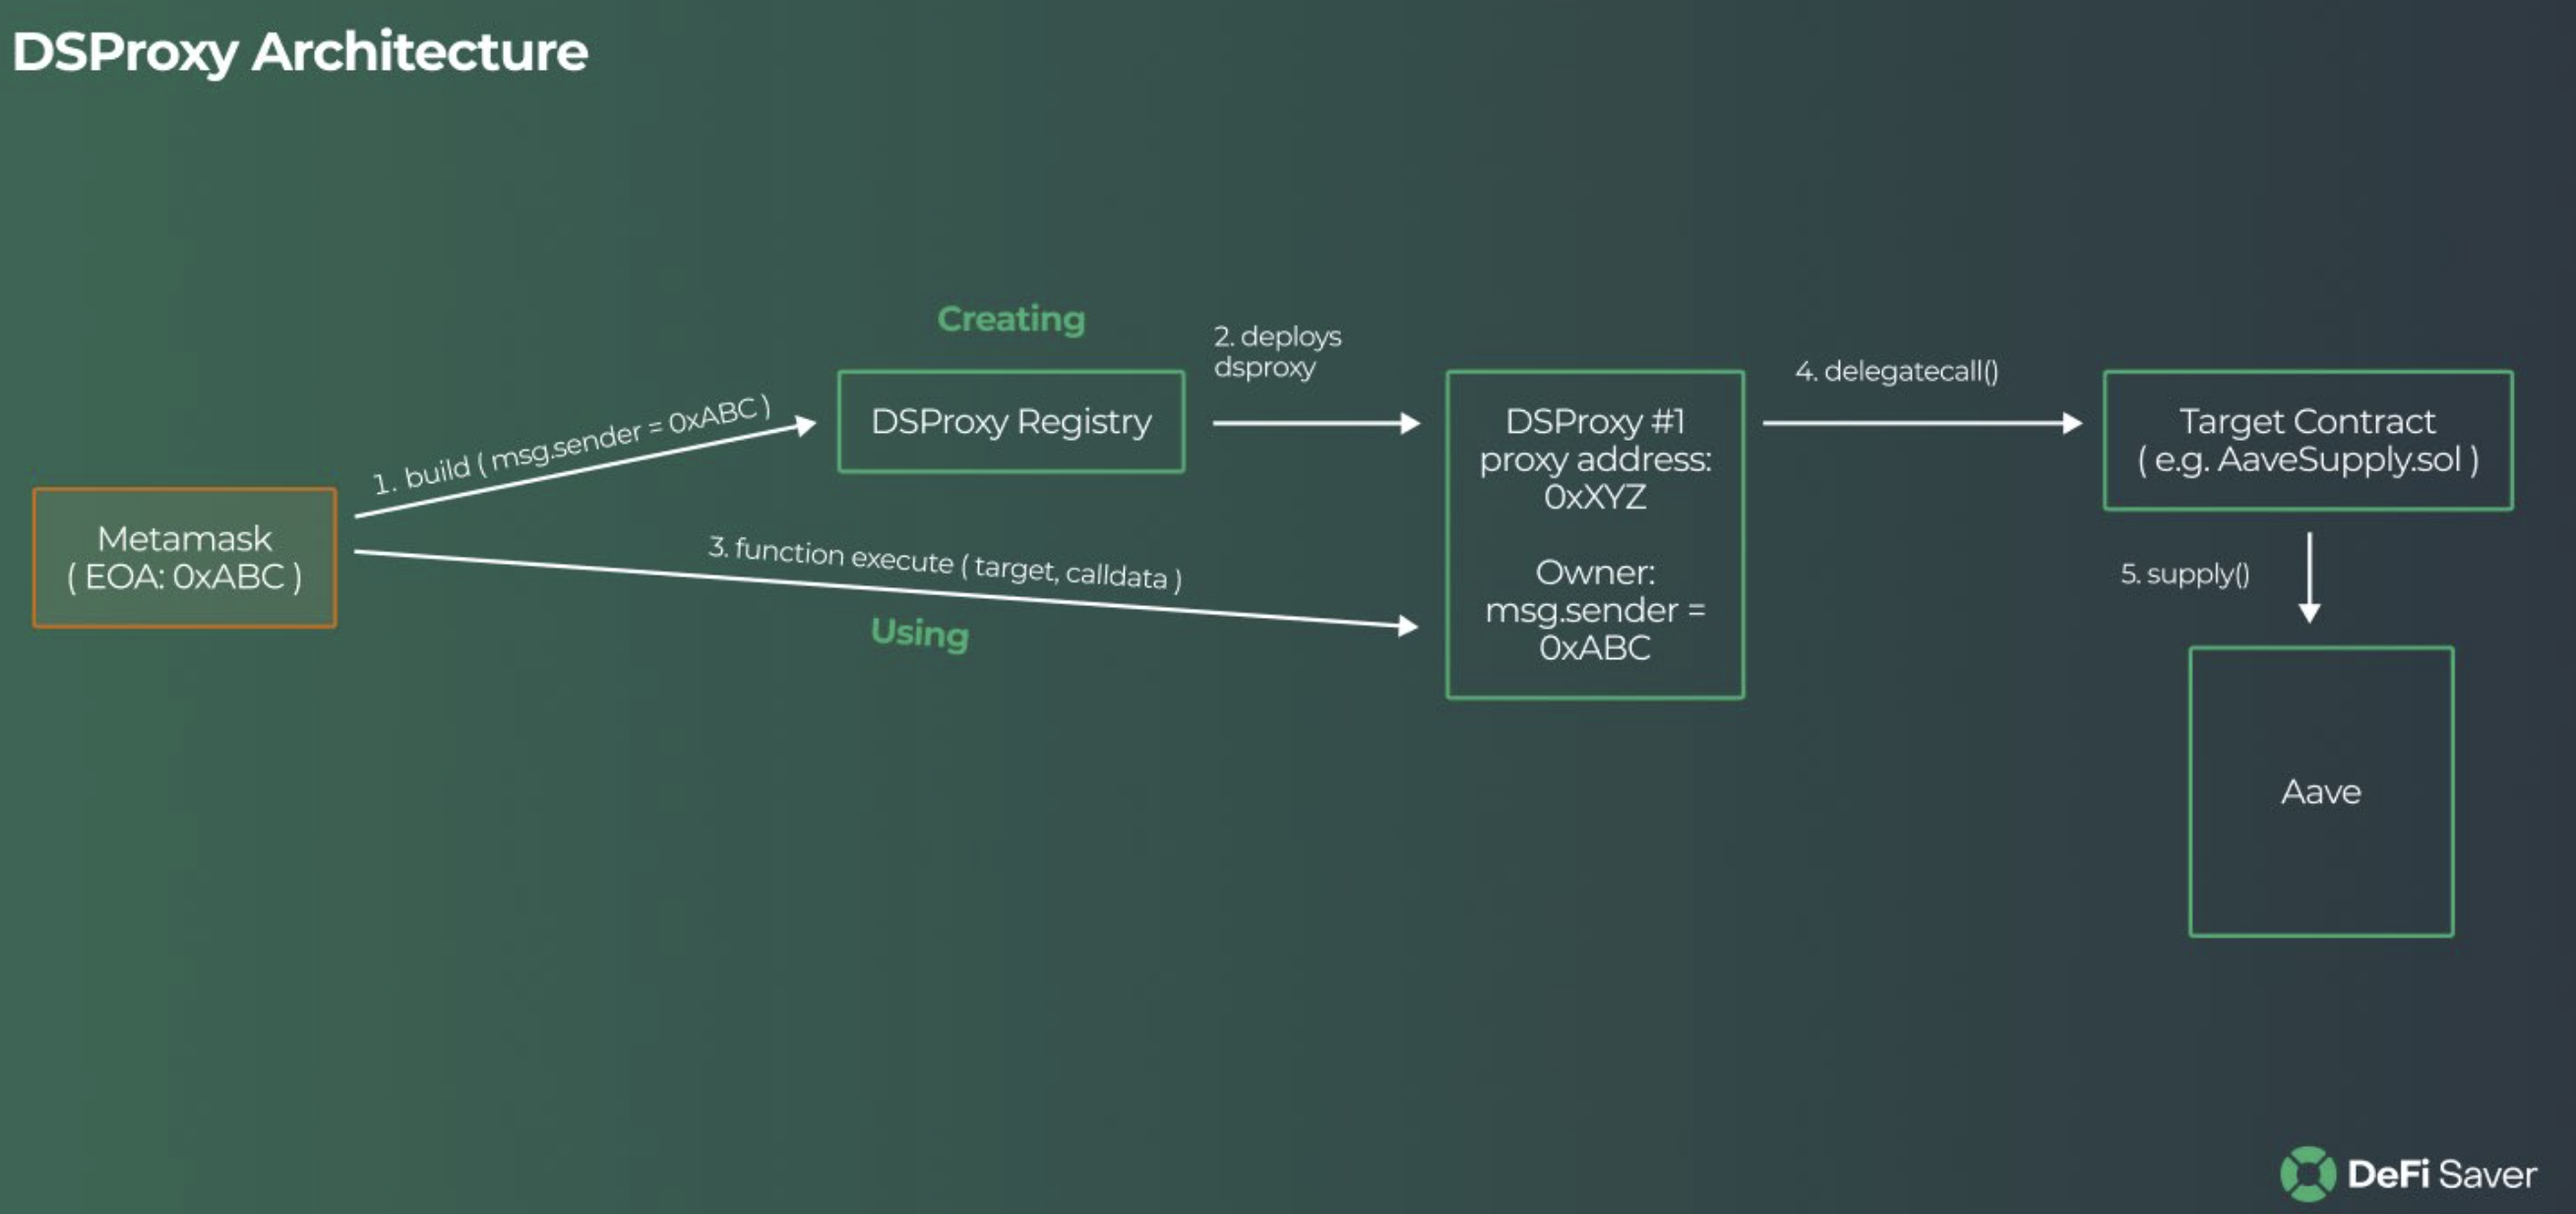 DSProxy Architecture
Creating
1. build ( msg.sender = 0xABC )
DSProxy Registry
2. deploys
dsproxy
Metamask
( EOA: 0xABC )
3. function execute ( target, calldata )
Using
DSProxy #1
proxy address:
0xXYZ
Owner:
msg.sender =
0xABC
4. delegatecall()
Target Contract
( e.g. AaveSupply.sol )
5. supply()
Aave
DeFi Saver